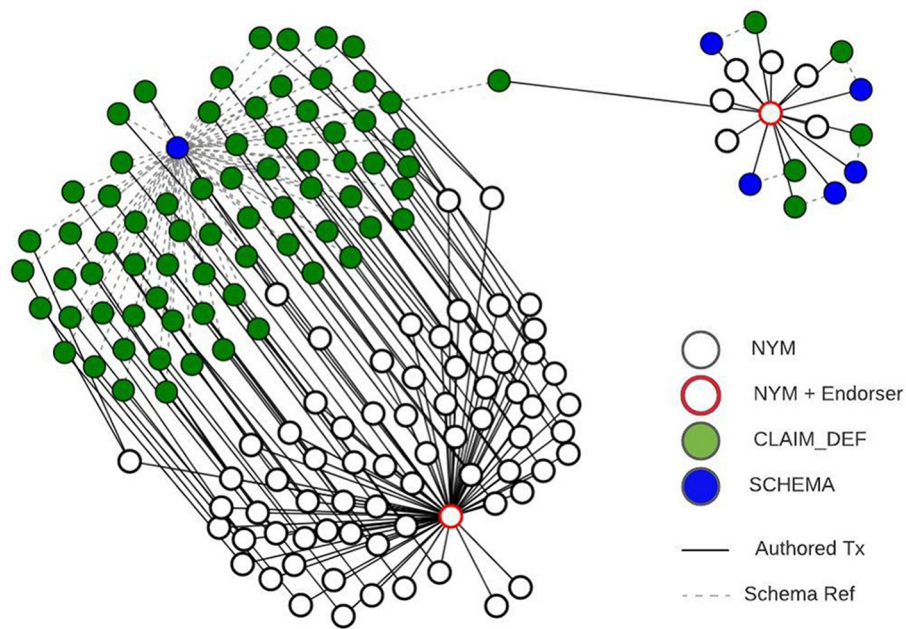 NYM
NYM + Endorser
CLAIM_DEF
SCHEMA
Authored Tx
Schema Ref